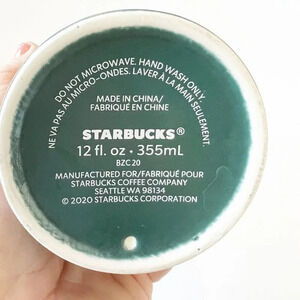 DO NOT MICROWAVE. HAND WASH ONLY
NE VA PAS AU MICRO-ONDES. LAVER À LA MAIN SEULEMENT.
MADE IN CHINA/
FABRIQUÉ EN CHINE
STARBUCKS®
12 fl. oz • 355mL
BZC 20
MANUFACTURED FOR/FABRIQUÉ POUR
STARBUCKS COFFEE COMPANY
SEATTLE WA 98134
© 2020 STARBUCKS CORPORATION